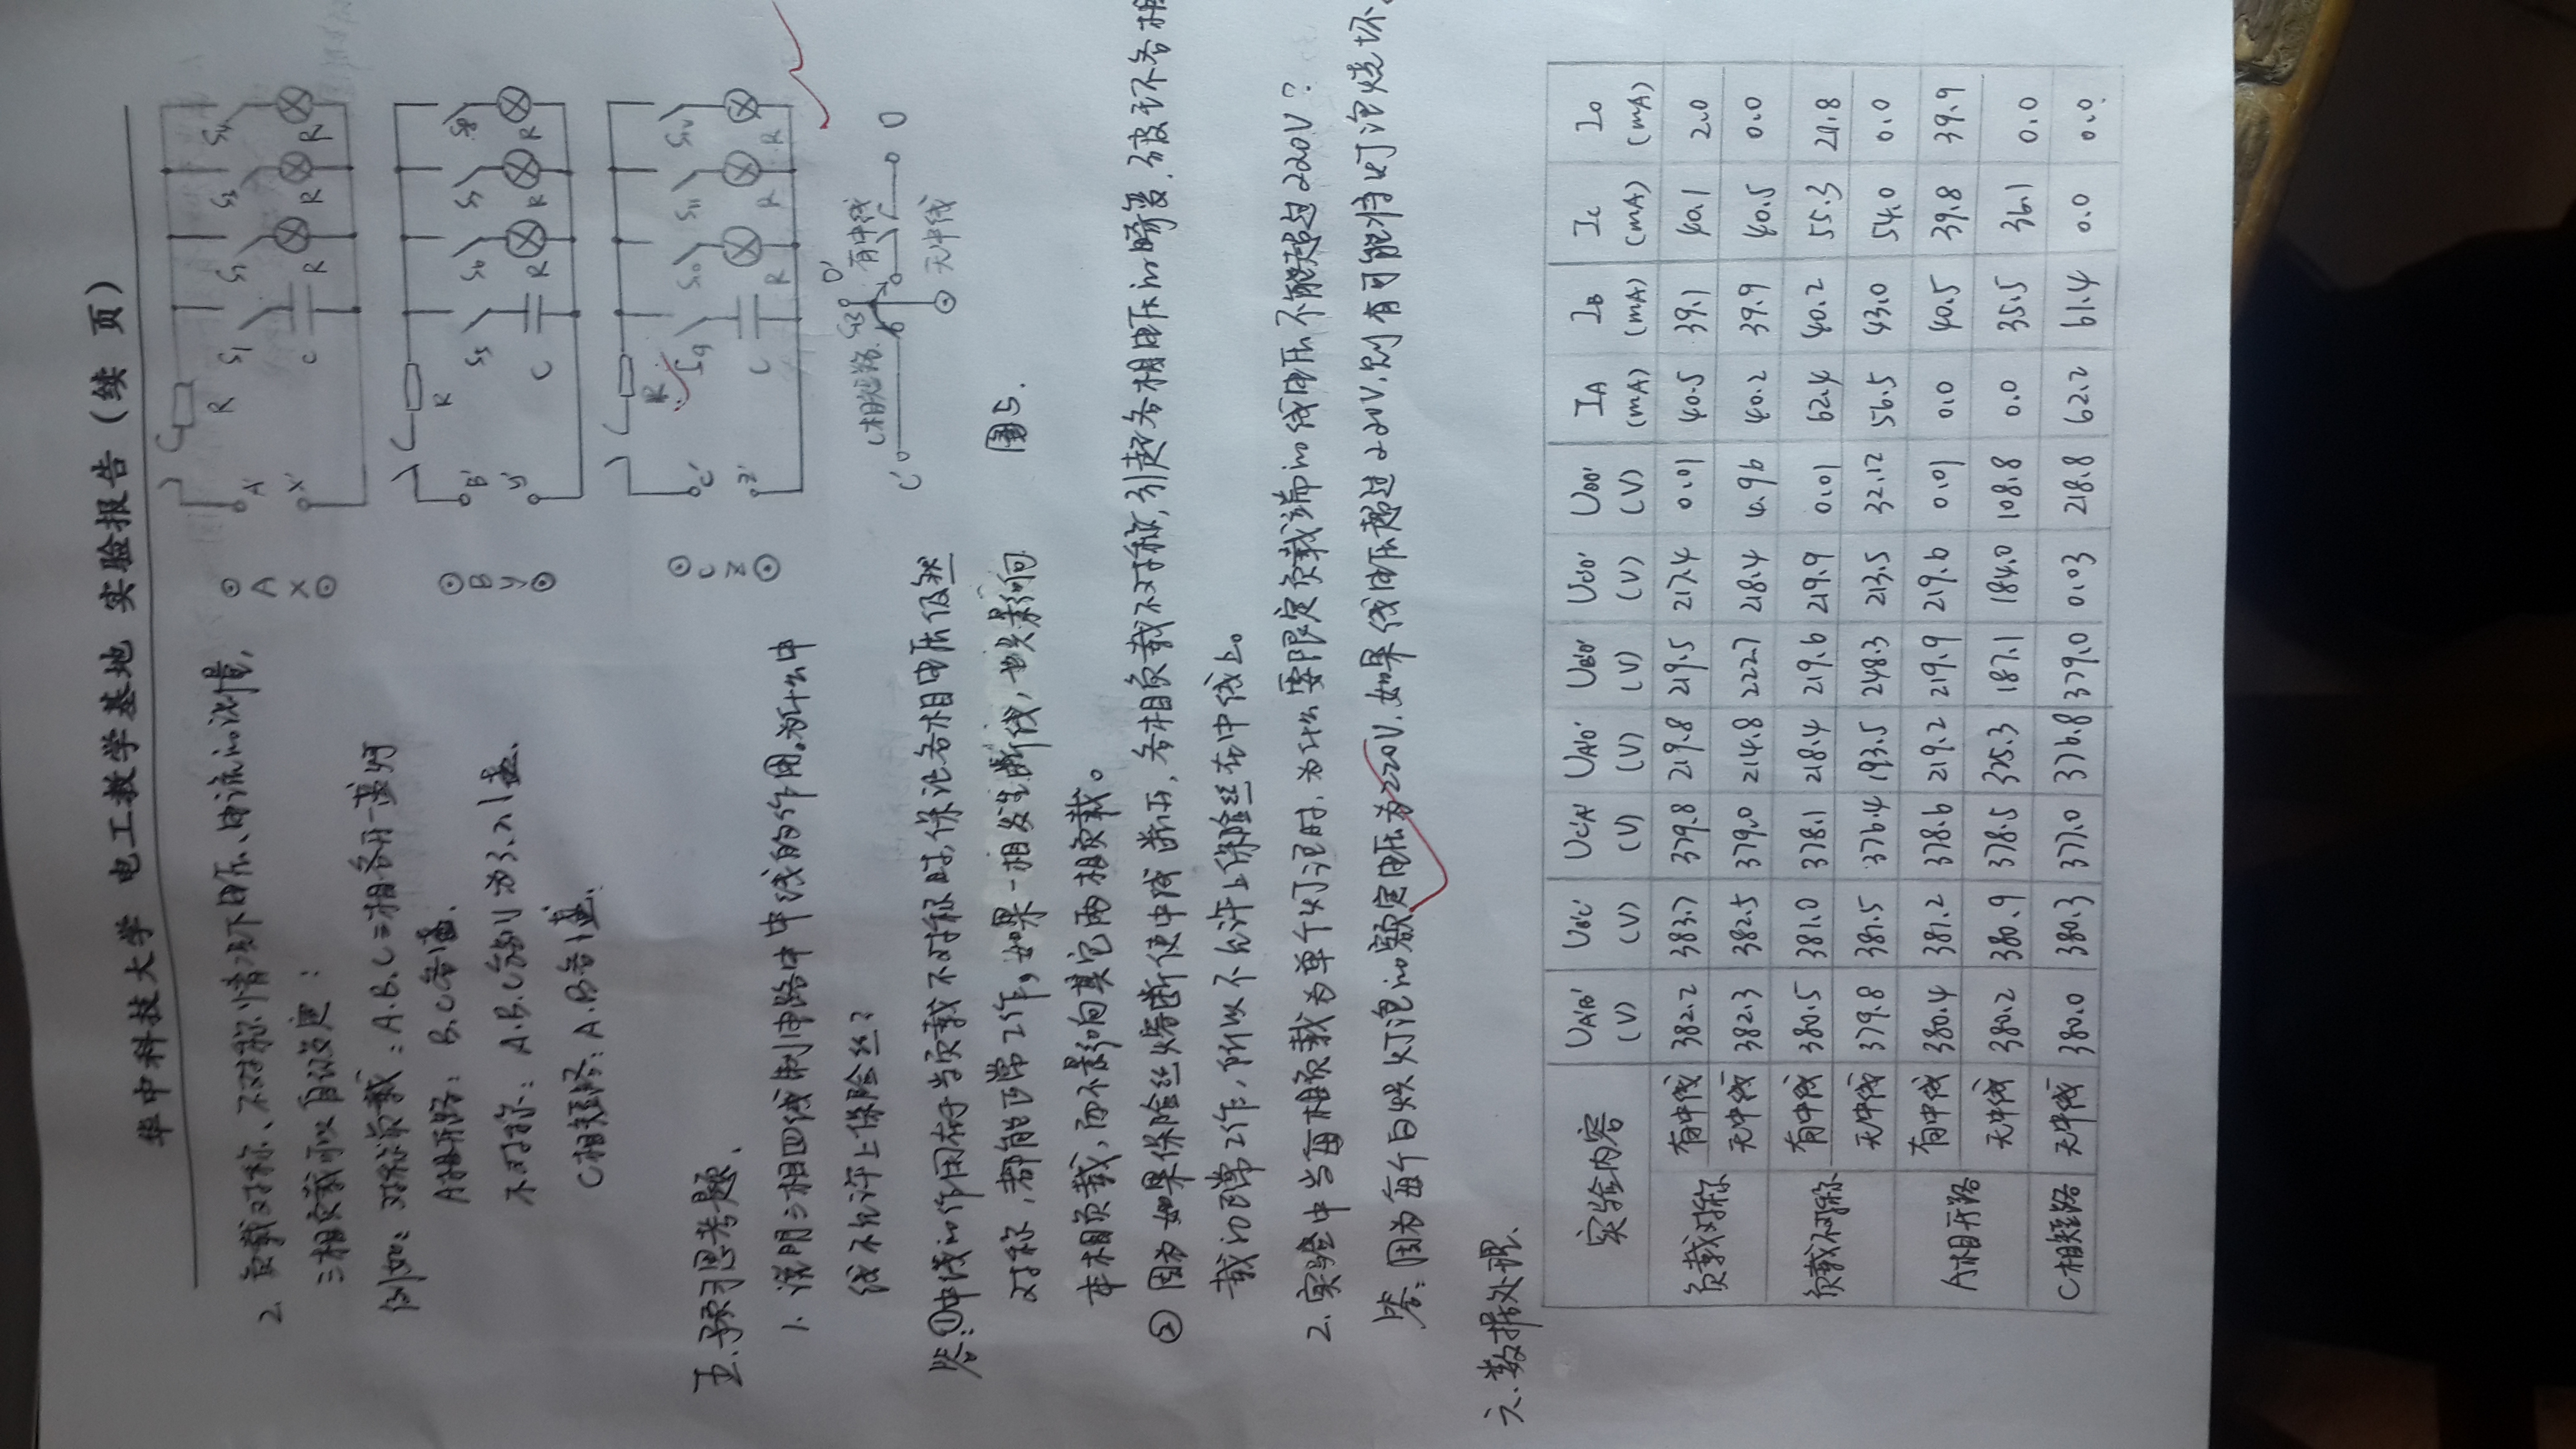 华中科技大学 电工教学基地 实验报告（续 页）
2. 负载对称、不对称情况下电压、电流的测量，
三相负载可以自行设定：
例如：对称负载：A.B.C三相各开一盏灯
A相开路：B.C各1盏.
不对称：A.B.C分别为3.2.1盏.
C相短路：A.B各1盏.
A X A' X' R S1 S2 S3 S4 C R R R
B Y B' Y' R S5 S6 S7 S8 C R R R
C Z C' Z' R S9 S10 S11 S12 C R R R
C' C相短路 S13 O' 有中线 O
无中线
图5.
五.预习思考题.
1. 说明三相四线制电路中中线的作用。为什么中
线不允许上保险丝？
答：①中线的作用在于当负载不对称时，保证各相电压仍然
对称，都能正常工作，如果一相发生断线，也只影响
本相负载，而不影响其它两相负载。
② 因为如果保险丝熔断使中线断开，各相负载不对称，引起各相电压的畸变，破坏各相
载的正常工作，所以不允许上保险丝在中线上。
2. 实验中当每相负载为单个灯泡时，为什么要限定负载端的线电压不能超过220V？
答：因为每个白炽灯泡的额定电压为220V，如果线电压超过220V，则有可能将灯泡烧坏。
六.数据处理.
实验内容 UA'B' (V) UB'C' (V) UC'A' (V) UA'O' (V) UB'O' (V) UC'O' (V) UOO' (V) IA (mA) IB (mA) IC (mA) IO (mA)
负载对称 有中线 382.2 383.7 379.8 219.8 219.5 217.4 0.01 40.5 39.1 40.1 2.0
无中线 382.3 382.5 379.0 214.8 222.7 218.4 4.96 40.2 39.9 40.5 0.0
负载不对称 有中线 380.5 381.0 378.1 218.4 219.6 219.9 0.01 62.4 40.2 55.3 21.8
无中线 379.8 381.5 376.4 193.5 248.3 213.5 32.12 56.5 43.0 54.0 0.0
A相开路 有中线 380.4 381.2 378.6 219.2 219.9 219.6 0.01 0.0 40.5 39.8 39.9
无中线 380.2 380.9 378.5 325.3 187.1 184.0 108.8 0.0 35.5 36.1 0.0
C相短路 无中线 380.0 380.3 377.0 376.8 379.0 0.03 218.8 62.2 61.4 0.0 0.0